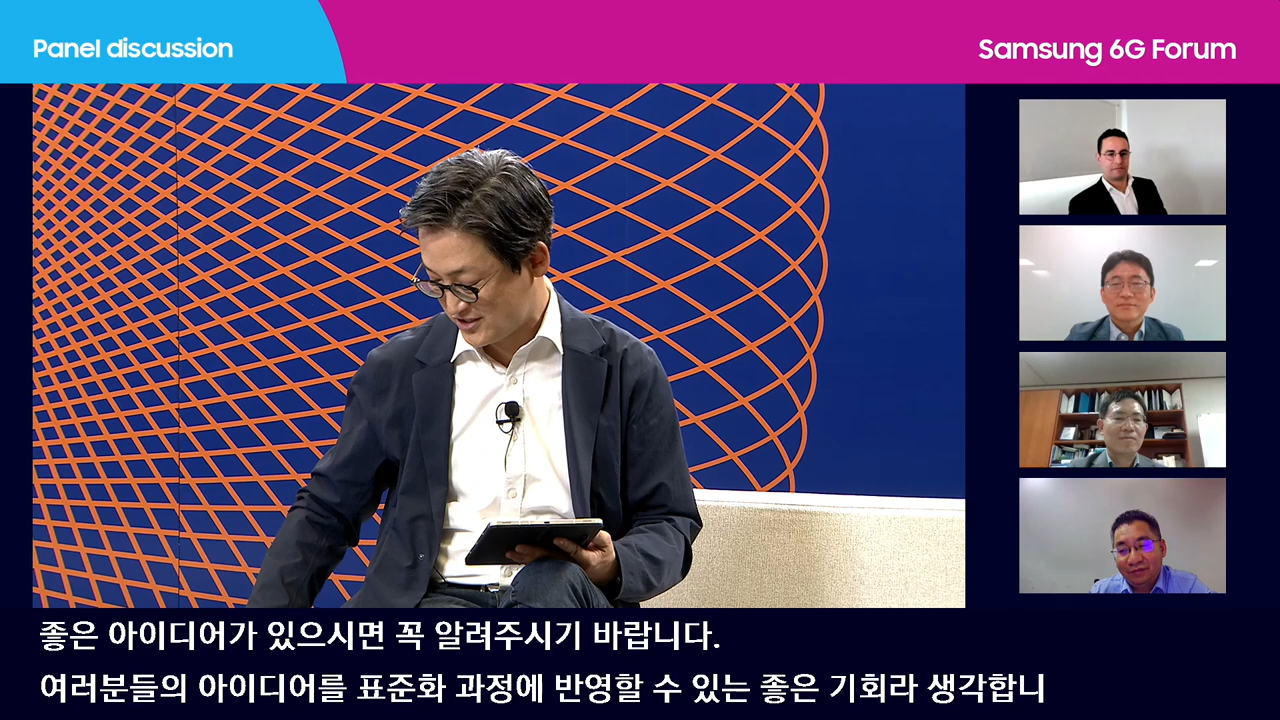 Panel discussion
Samsung 6G Forum
좋은 아이디어가 있으시면 꼭 알려주시기 바랍니다.
여러분들의 아이디어를 표준화 과정에 반영할 수 있는 좋은 기회라 생각합니